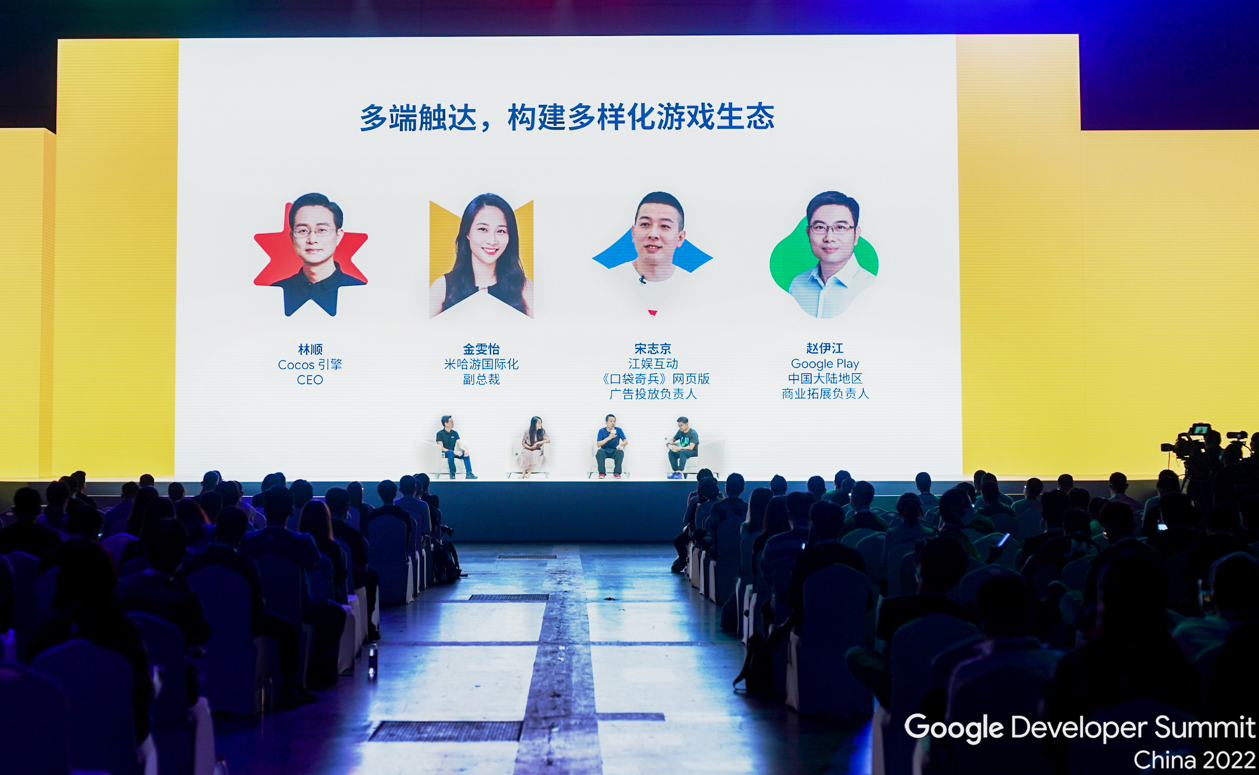 多端触达，构建多样化游戏生态
林顺
Cocos 引擎
CEO
金雯怡
米哈游国际化
副总裁
宋志京
江娱互动
《口袋奇兵》网页版
广告投放负责人
赵伊江
Google Play
中国大陆地区
商业拓展负责人
Google Developer Summit
China 2022